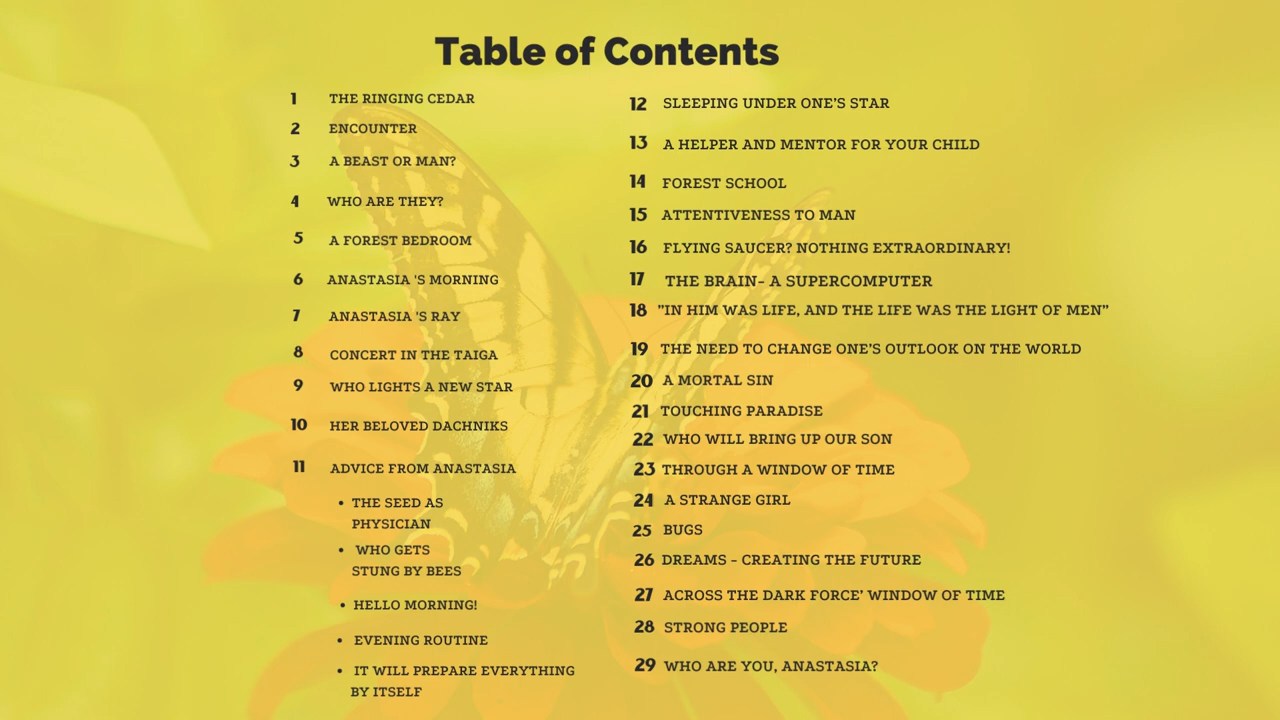 Table of Contents
1 THE RINGING CEDAR
2 ENCOUNTER
3 A BEAST OR MAN?
4 WHO ARE THEY?
5 A FOREST BEDROOM
6 ANASTASIA 'S MORNING
7 ANASTASIA 'S RAY
8 CONCERT IN THE TAIGA
9 WHO LIGHTS A NEW STAR
10 HER BELOVED DACHNIKS
11 ADVICE FROM ANASTASIA
• THE SEED AS
PHYSICIAN
• WHO GETS
STUNG BY BEES
• HELLO MORNING!
• EVENING ROUTINE
• IT WILL PREPARE EVERYTHING
BY ITSELF
12 SLEEPING UNDER ONE'S STAR
13 A HELPER AND MENTOR FOR YOUR CHILD
14 FOREST SCHOOL
15 ATTENTIVENESS TO MAN
16 FLYING SAUCER? NOTHING EXTRAORDINARY!
17 THE BRAIN- A SUPERCOMPUTER
18 "IN HIM WAS LIFE, AND THE LIFE WAS THE LIGHT OF MEN"
19 THE NEED TO CHANGE ONE'S OUTLOOK ON THE WORLD
20 A MORTAL SIN
21 TOUCHING PARADISE
22 WHO WILL BRING UP OUR SON
23 THROUGH A WINDOW OF TIME
24 A STRANGE GIRL
25 BUGS
26 DREAMS - CREATING THE FUTURE
27 ACROSS THE DARK FORCE' WINDOW OF TIME
28 STRONG PEOPLE
29 WHO ARE YOU, ANASTASIA?